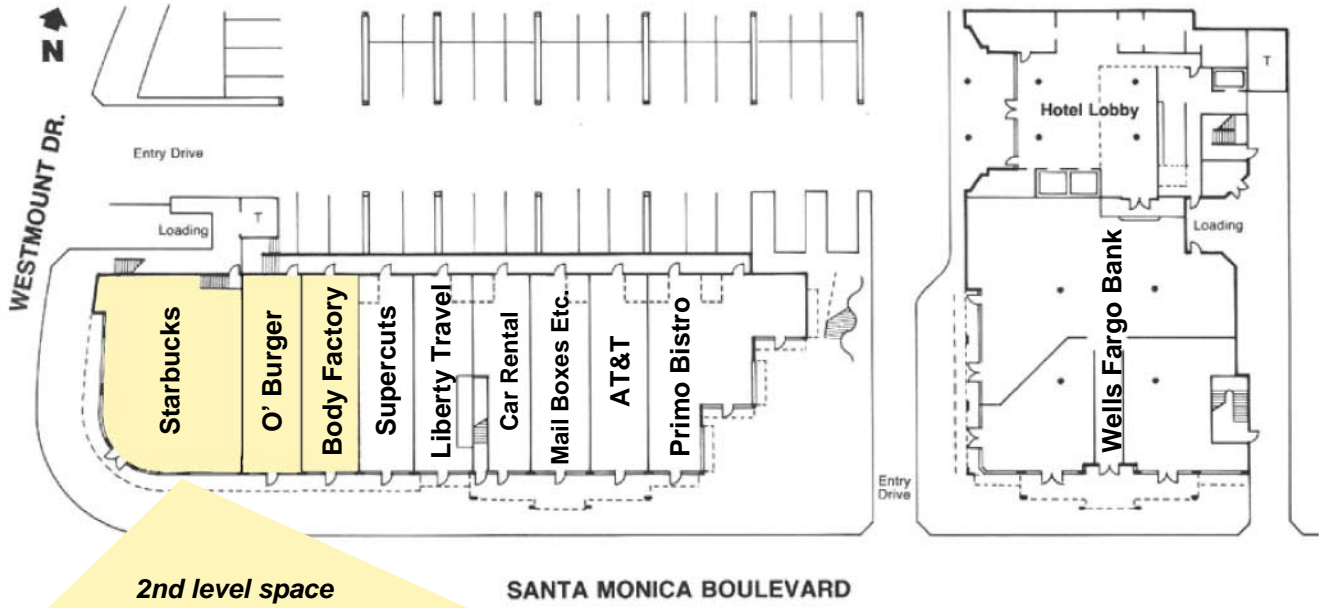 N
WESTMOUNT DR.
Entry Drive
Loading
T
Starbucks
O' Burger
Body Factory
Supercuts
Liberty Travel
Car Rental
Mail Boxes Etc.
AT&T
Primo Bistro
Hotel Lobby
T
Loading
Wells Fargo Bank
Entry
Drive
2nd level space
SANTA MONICA BOULEVARD